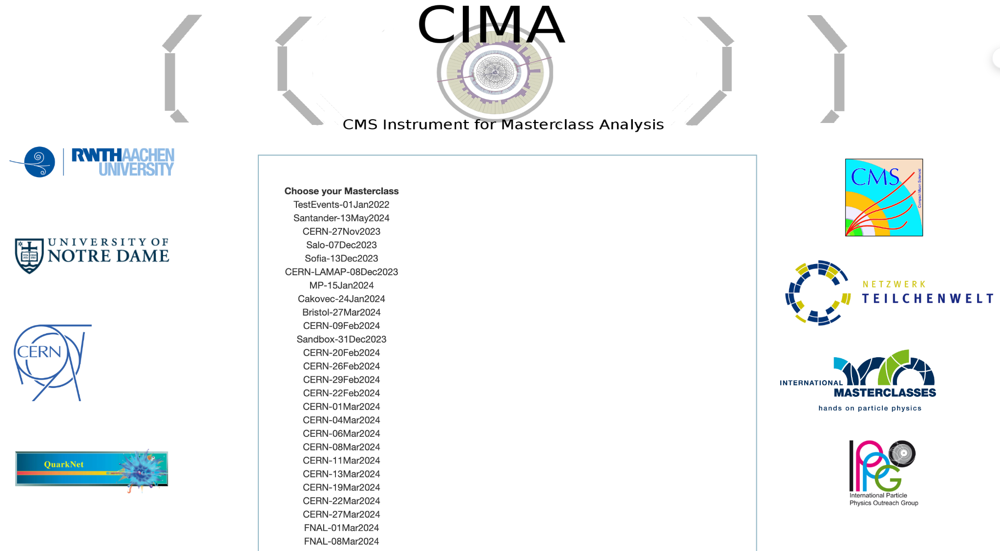 CIMA
CMS Instrument for Masterclass Analysis
RWTHAACHEN
UNIVERSITY
UNIVERSITY OF
NOTRE DAME
CERN
QuarkNet
Choose your Masterclass
TestEvents-01Jan2022
Santander-13May2024
CERN-27Nov2023
Salo-07Dec2023
Sofia-13Dec2023
CERN-LAMAP-08Dec2023
MP-15Jan2024
Cakovec-24Jan2024
Bristol-27Mar2024
CERN-09Feb2024
Sandbox-31Dec2023
CERN-20Feb2024
CERN-26Feb2024
CERN-29Feb2024
CERN-22Feb2024
CERN-01Mar2024
CERN-04Mar2024
CERN-06Mar2024
CERN-08Mar2024
CERN-11Mar2024
CERN-13Mar2024
CERN-19Mar2024
CERN-22Mar2024
CERN-27Mar2024
FNAL-01Mar2024
FNAL-08Mar2024
CMS
Compact Muon Solenoid
NETZWERK
TEILCHENWELT
INTERNATIONAL
MASTERCLASSES
hands on particle physics
IPPOG
International Particle
Physics Outreach Group